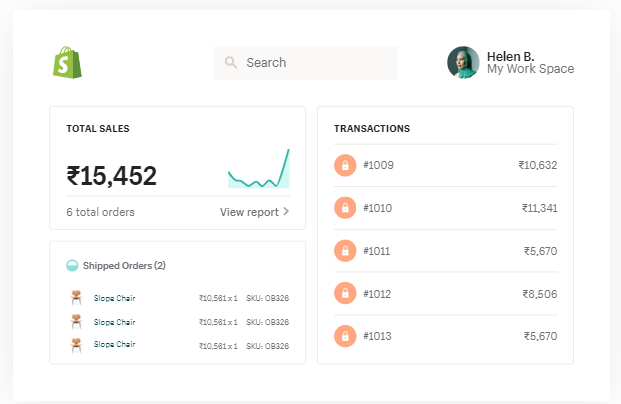 S
Search
Helen B.
My Work Space
TOTAL SALES
₹15,452
6 total orders View report
Shipped Orders (2)
Slope Chair ₹10,561 x 1 SKU: OB326
Slope Chair ₹10,561 x 1 SKU: OB326
Slope Chair ₹10,561 x 1 SKU: OB326
TRANSACTIONS
#1009 ₹10,632
#1010 ₹11,341
#1011 ₹5,670
#1012 ₹8,506
#1013 ₹5,670